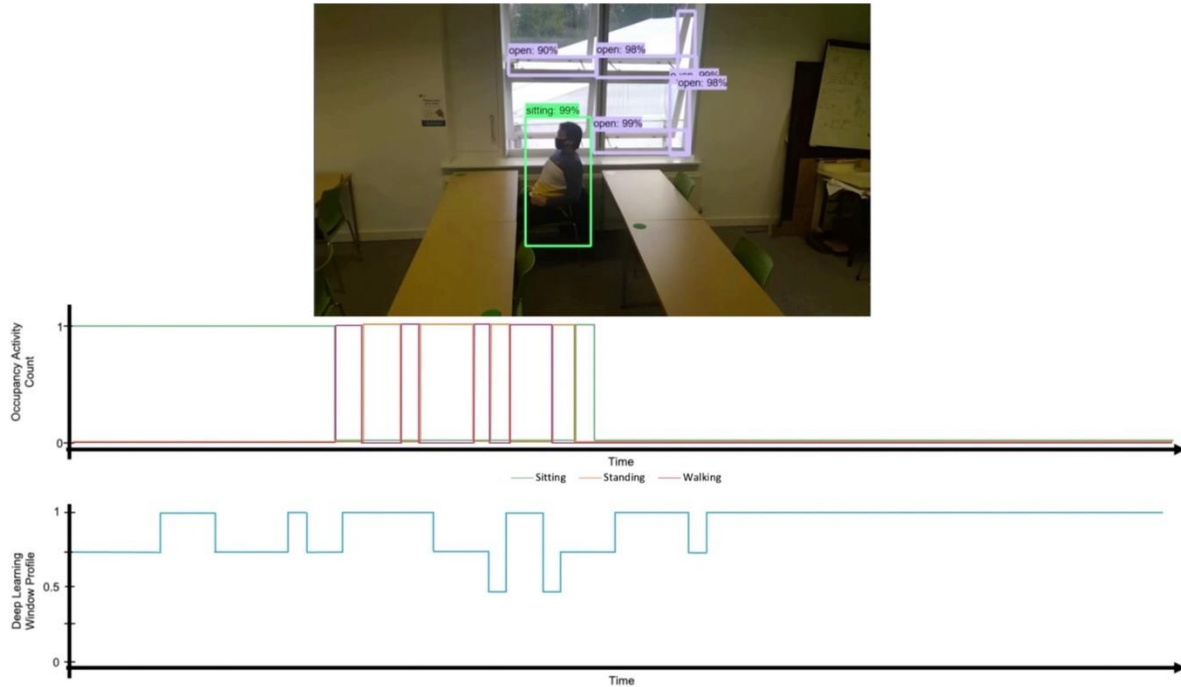 open: 90%
open: 98%
open: 98%
sitting: 99%
open: 99%
1
Occupancy Activity
Count
0
Time
Sitting
Standing
Walking
1
Deep Learning
Window Profile
0.5
0
Time